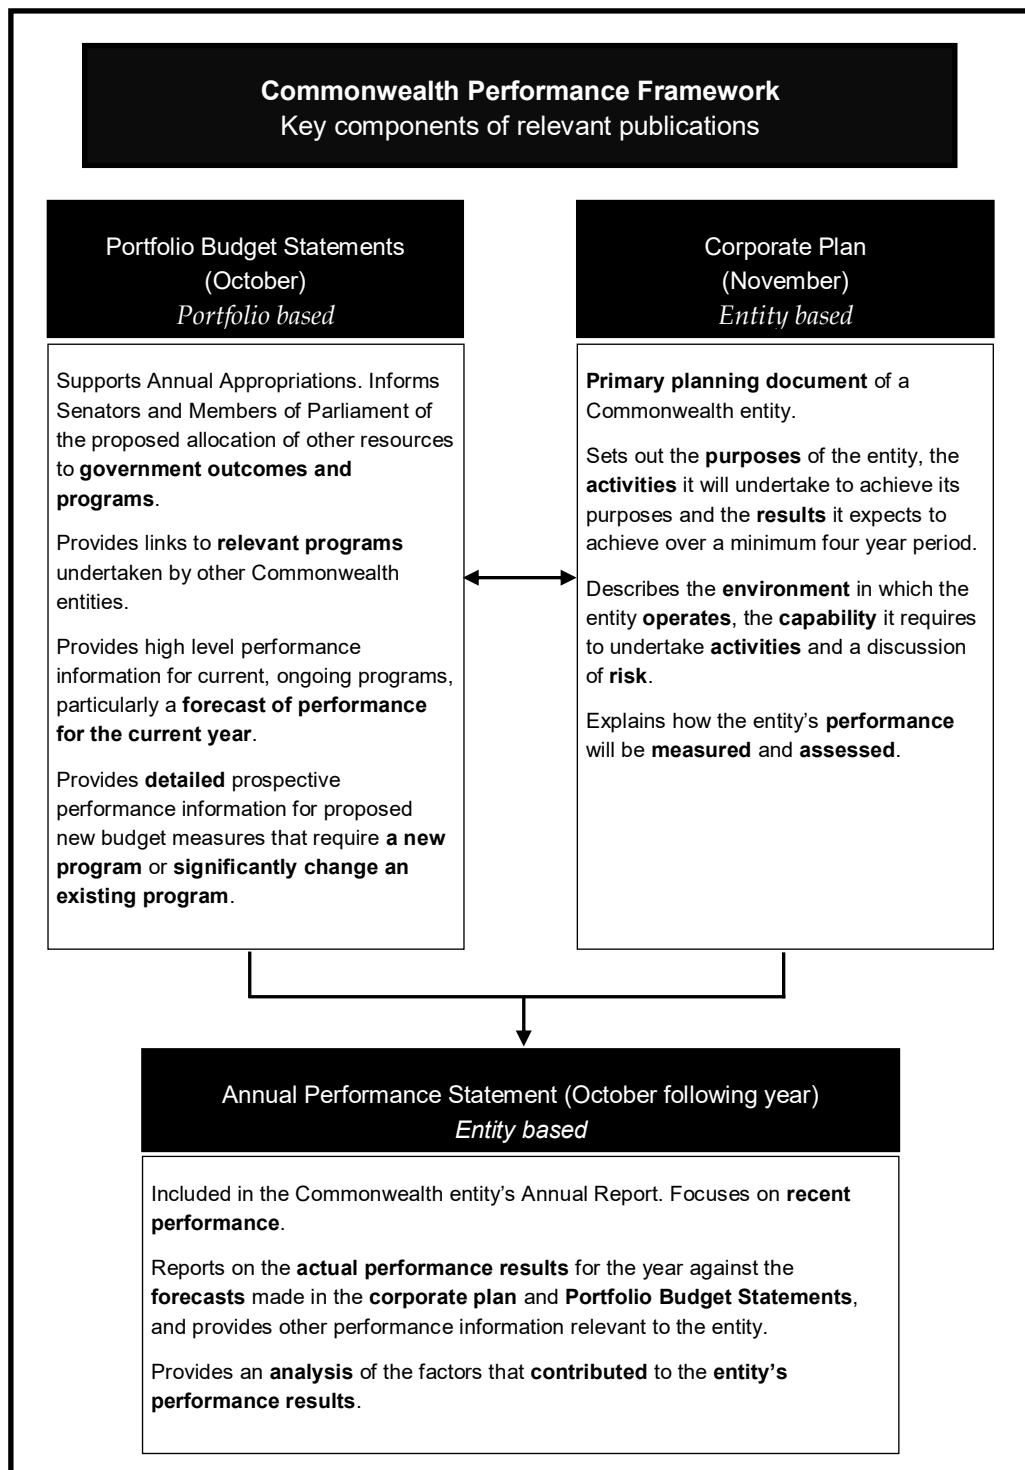 Commonwealth Performance Framework
Key components of relevant publications
Portfolio Budget Statements
(October)
Portfolio based
Supports Annual Appropriations. Informs
Senators and Members of Parliament of
the proposed allocation of other resources
to government outcomes and
programs.
Provides links to relevant programs
undertaken by other Commonwealth
entities.
Provides high level performance
information for current, ongoing programs,
particularly a forecast of performance
for the current year.
Provides detailed prospective
performance information for proposed
new budget measures that require a new
program or significantly change an
existing program.
Corporate Plan
(November)
Entity based
Primary planning document of a
Commonwealth entity.
Sets out the purposes of the entity, the
activities it will undertake to achieve its
purposes and the results it expects to
achieve over a minimum four year period.
Describes the environment in which the
entity operates, the capability it requires
to undertake activities and a discussion
of risk.
Explains how the entity’s performance
will be measured and assessed.
Annual Performance Statement (October following year)
Entity based
Included in the Commonwealth entity’s Annual Report. Focuses on recent
performance.
Reports on the actual performance results for the year against the
forecasts made in the corporate plan and Portfolio Budget Statements,
and provides other performance information relevant to the entity.
Provides an analysis of the factors that contributed to the entity’s
performance results.